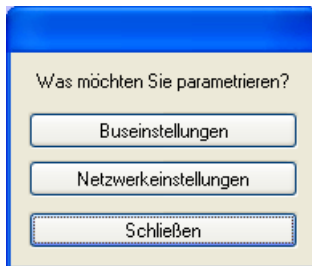 Was möchten Sie parametrieren?
Buseinstellungen
Netzwerkeinstellungen
Schließen